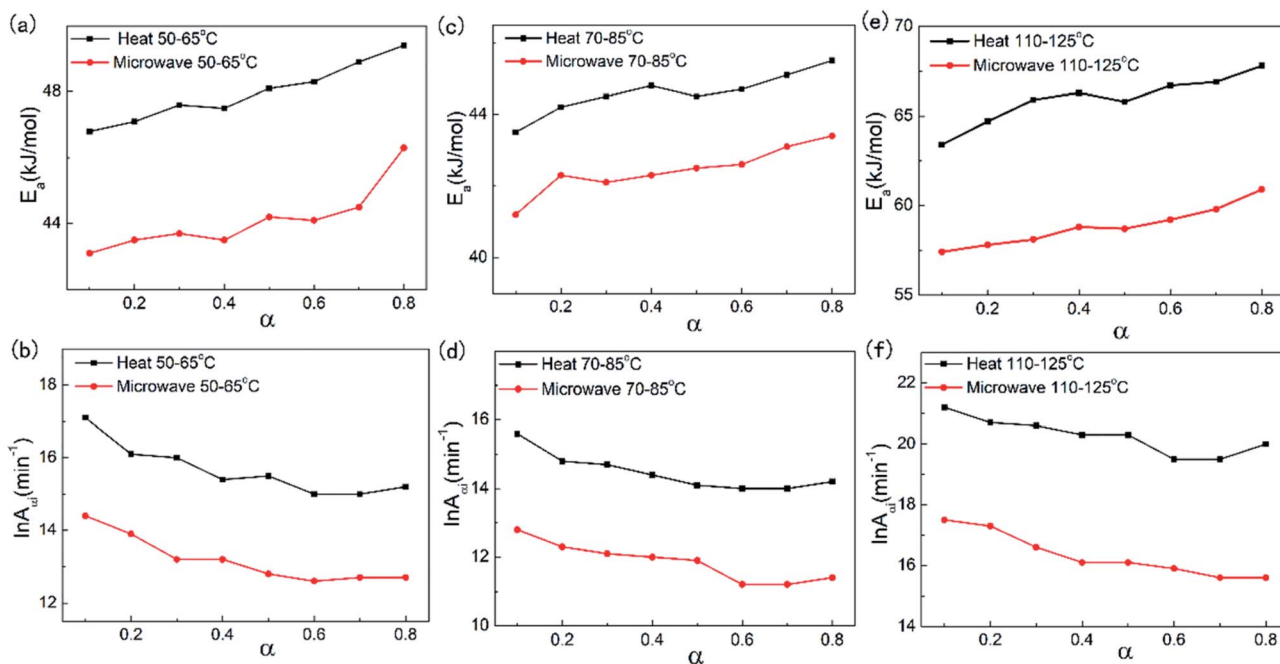 (a)
Heat 50-65°C
Microwave 50-65°C
48
44
Ea(kJ/mol)
0.2 0.4 0.6 0.8
α
(c)
Heat 70-85°C
Microwave 70-85°C
44
40
Ea(kJ/mol)
0.2 0.4 0.6 0.8
α
(e)
Heat 110-125°C
Microwave 110-125°C
70
65
60
55
Ea(kJ/mol)
0.2 0.4 0.6 0.8
α
(b)
Heat 50-65°C
Microwave 50-65°C
18
16
14
12
lnAαi(min⁻¹)
0.2 0.4 0.6 0.8
α
(d)
Heat 70-85°C
Microwave 70-85°C
16
14
12
10
lnAαi(min⁻¹)
0.2 0.4 0.6 0.8
α
(f)
Heat 110-125°C
Microwave 110-125°C
22
20
18
16
14
lnAαi(min⁻¹)
0.2 0.4 0.6 0.8
α